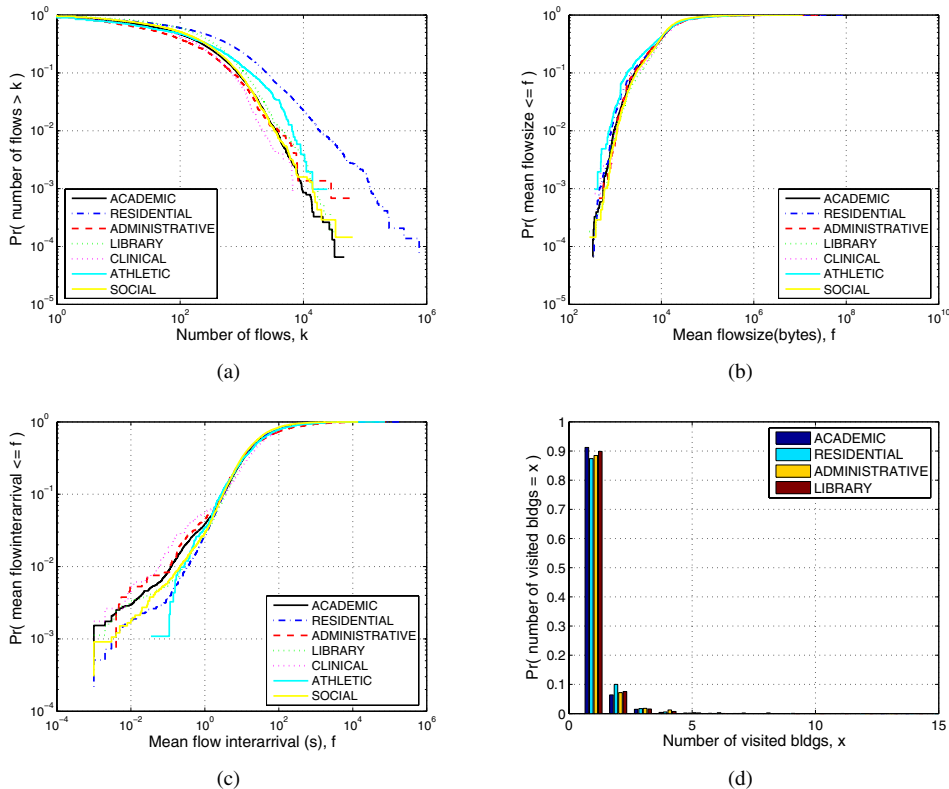 10^0
10^-1
10^-2
10^-3
10^-4
10^-5
Pr( number of flows > k)
ACADEMIC
RESIDENTIAL
ADMINISTRATIVE
LIBRARY
CLINICAL
ATHLETIC
SOCIAL
10^0 10^2 10^4 10^6
Number of flows, k
(a)
10^0
10^-1
10^-2
10^-3
10^-4
10^-5
Pr( mean flowsize <= f)
ACADEMIC
RESIDENTIAL
ADMINISTRATIVE
LIBRARY
CLINICAL
ATHLETIC
SOCIAL
10^2 10^4 10^6 10^8 10^10
Mean flowsize(bytes), f
(b)
10^0
10^-1
10^-2
10^-3
10^-4
Pr( mean flowinterarrival <= f)
ACADEMIC
RESIDENTIAL
ADMINISTRATIVE
LIBRARY
CLINICAL
ATHLETIC
SOCIAL
10^-4 10^-2 10^0 10^2 10^4 10^6
Mean flow interarrival (s), f
(c)
1
0.9
0.8
0.7
0.6
0.5
0.4
0.3
0.2
0.1
0
Pr( number of visited bldgs = x)
ACADEMIC
RESIDENTIAL
ADMINISTRATIVE
LIBRARY
0 5 10 15
Number of visited bldgs, x
(d)